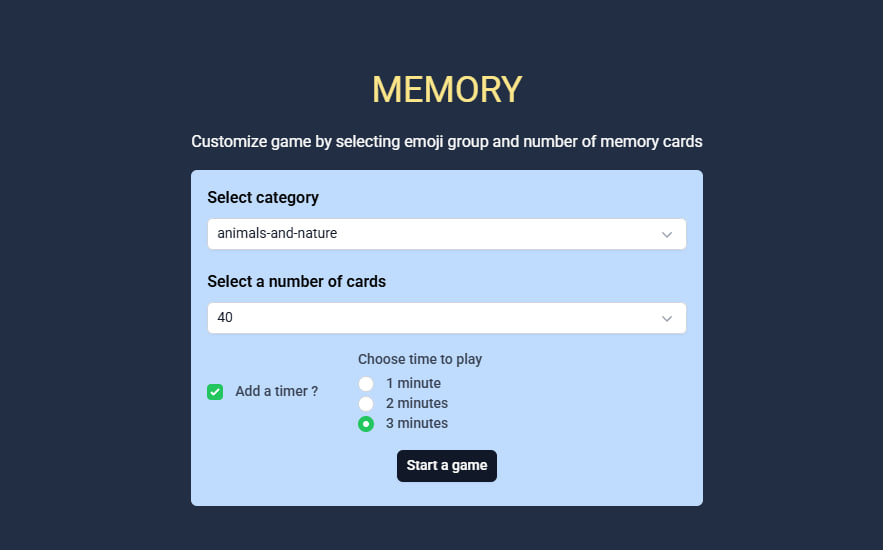 MEMORY
Customize game by selecting emoji group and number of memory cards
Select category
animals-and-nature
Select a number of cards
40
Choose time to play
Add a timer ?
1 minute
2 minutes
3 minutes
Start a game